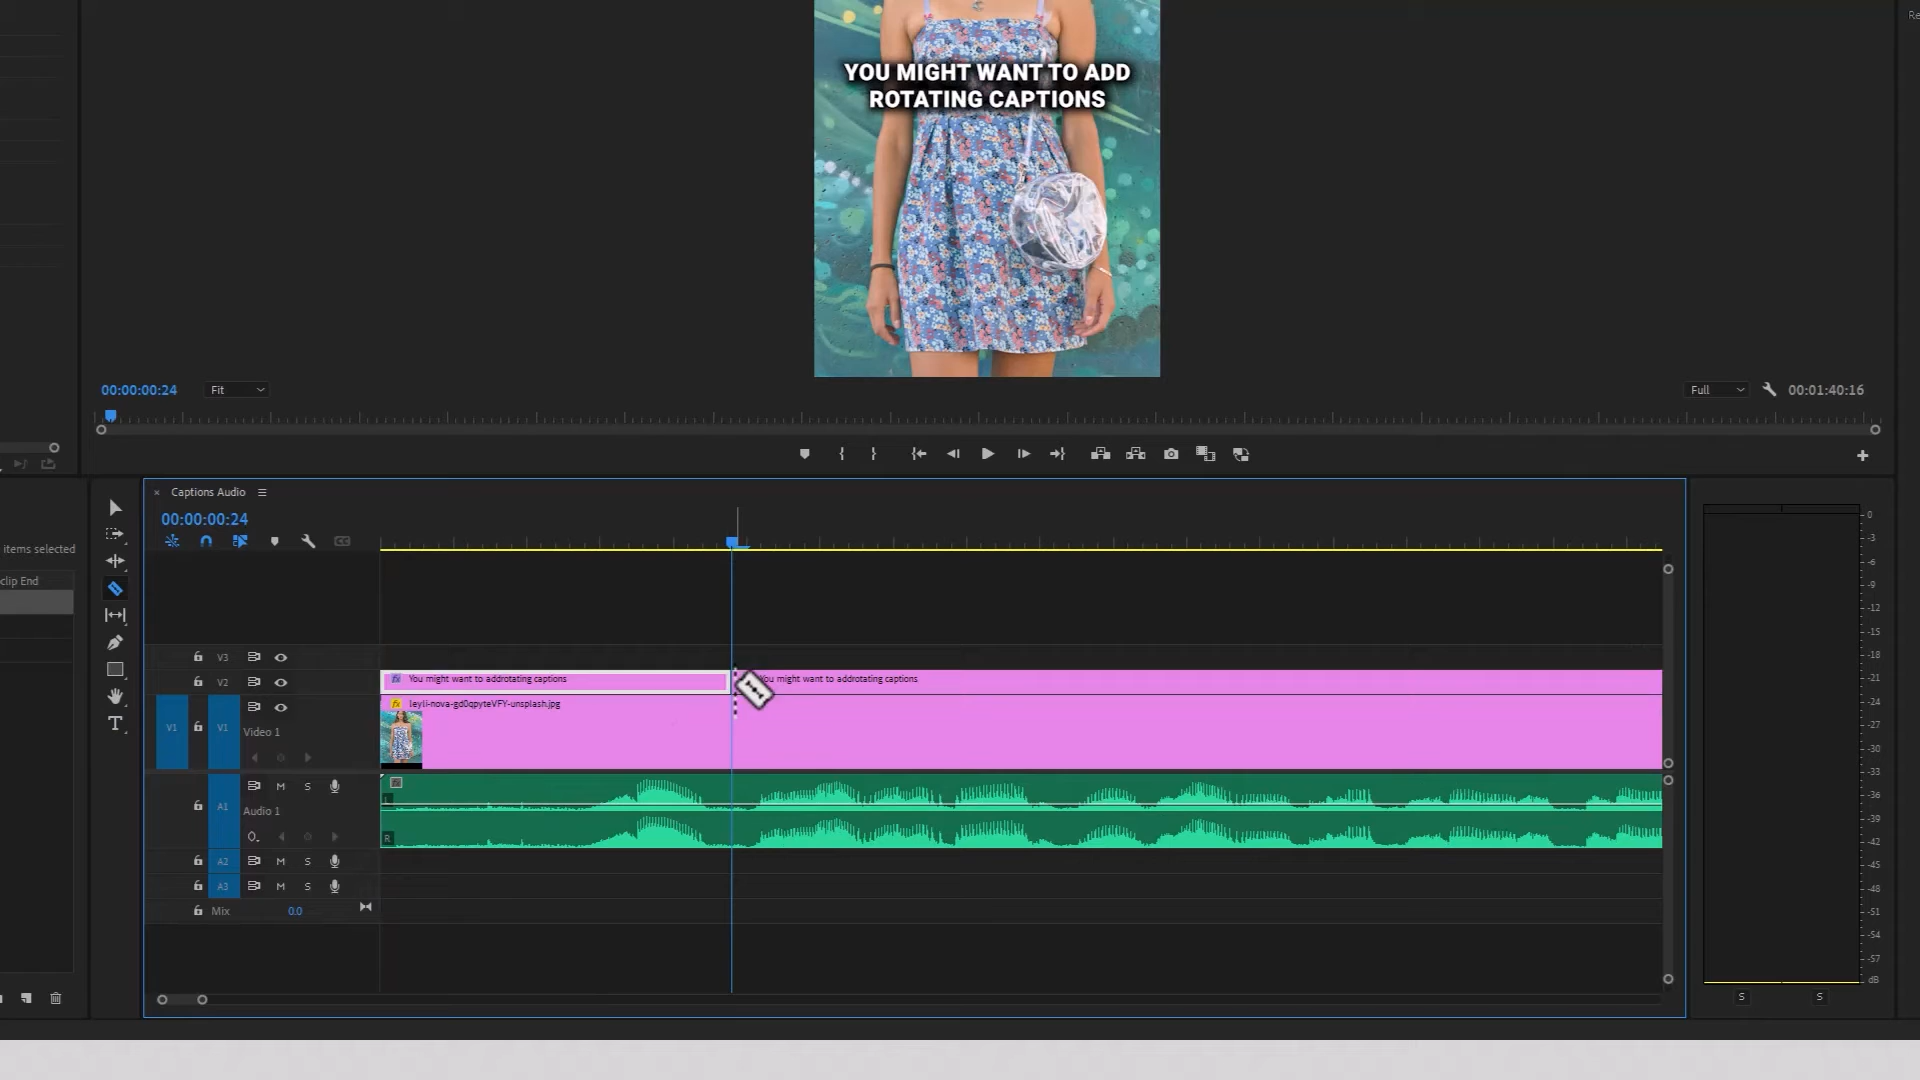 Re
YOU MIGHT WANT TO ADD
ROTATING CAPTIONS
00:00:00:24
Fit
Full
00:01:40:16
Captions Audio
00:00:00:24
items selected
clip End
V3
V2
You might want to addrotating captions
You might want to addrotating captions
V1
V1
Video 1
leyli-nova-gd0qpyteVFY-unsplash.jpg
fx
A1
M
S
Audio 1
L
R
A2
M
S
A3
M
S
Mix
0.0
0
-3
-6
-9
-12
-15
-18
-21
-24
-27
-30
-33
-36
-39
-42
-45
-48
-51
-54
-57
dB
S
S